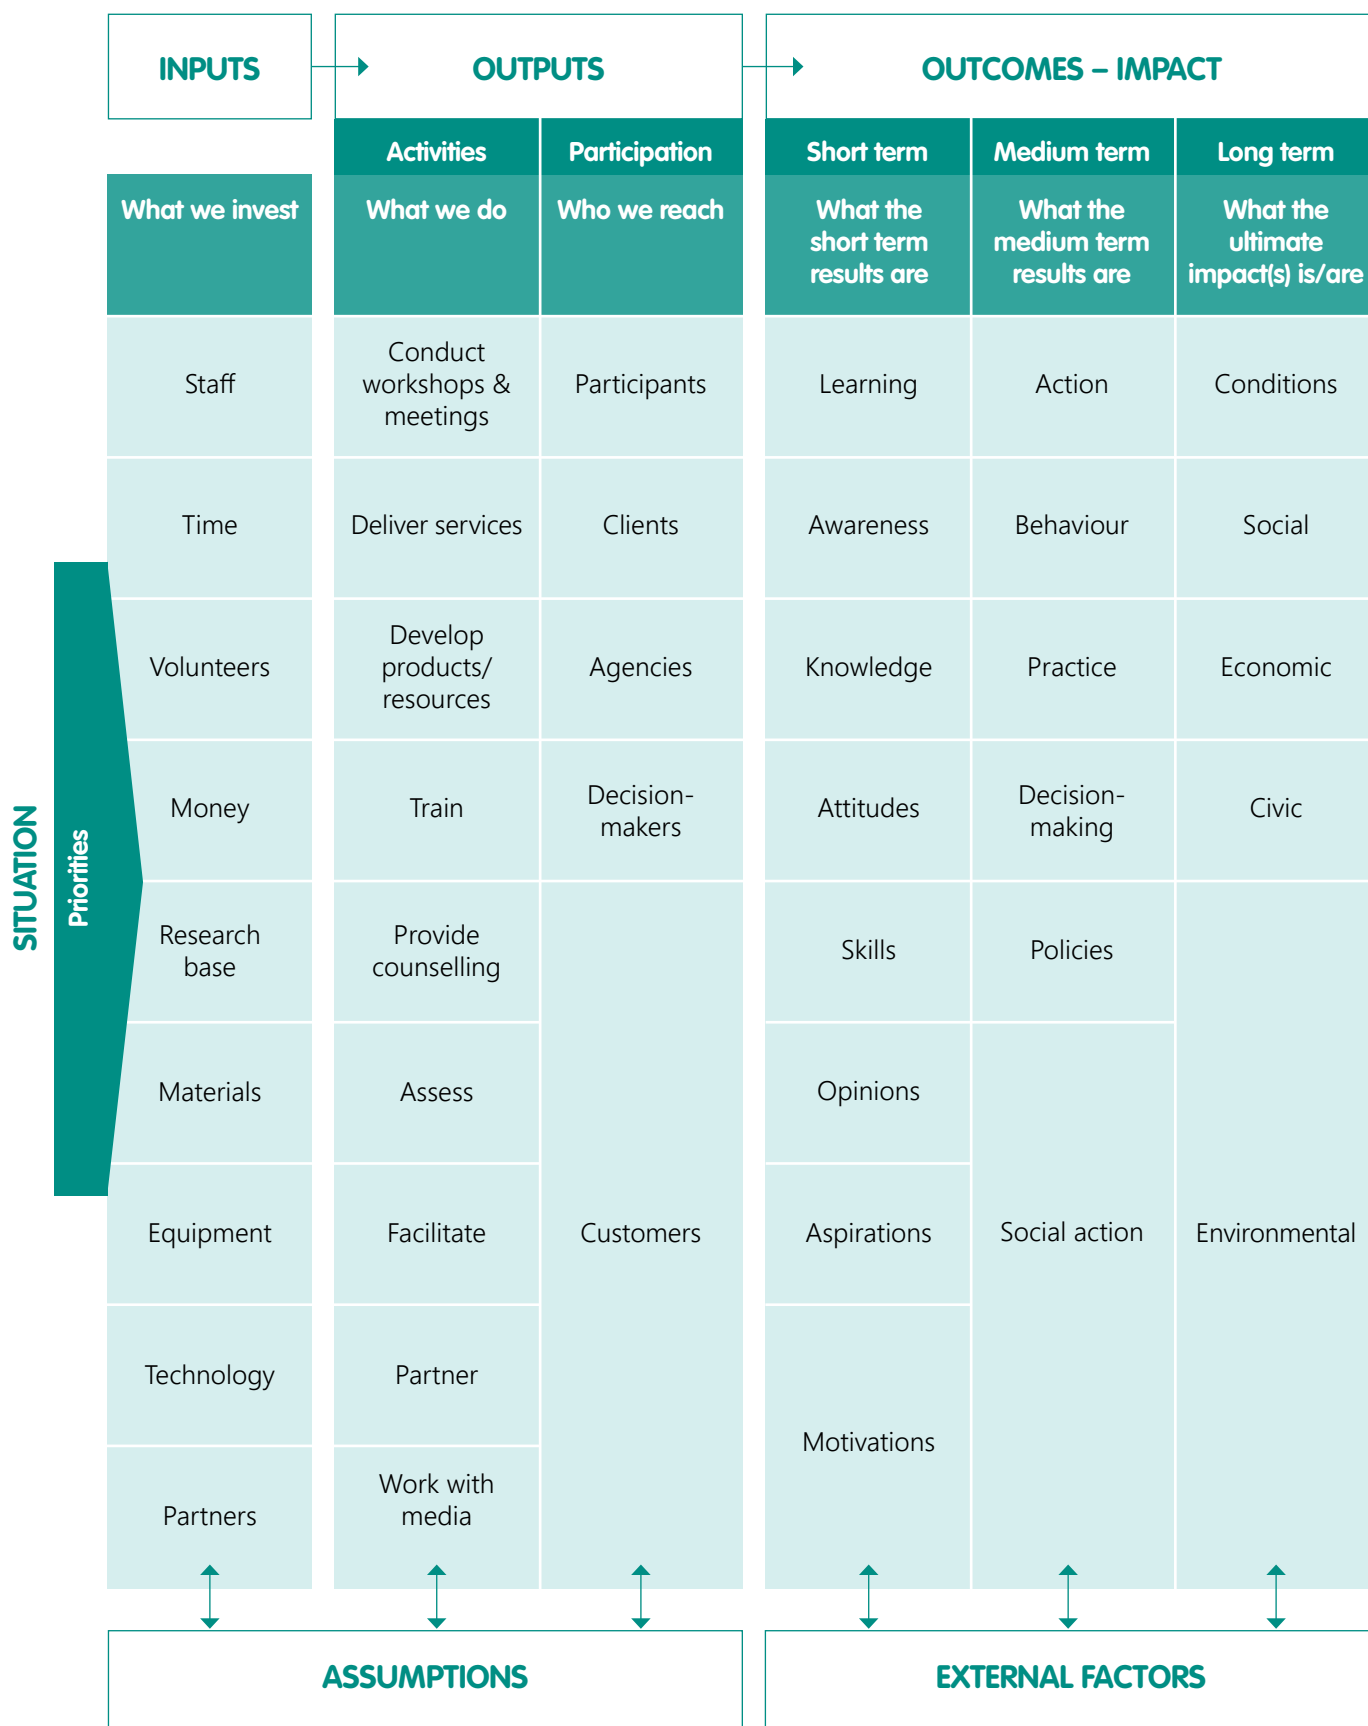 INPUTS
OUTPUTS
OUTCOMES – IMPACT
Activities
Participation
Short term
Medium term
Long term
What we invest
What we do
Who we reach
What the
short term
results are
What the
medium term
results are
What the
ultimate
impact(s) is/are
Staff
Conduct
workshops &
meetings
Participants
Learning
Action
Conditions
Time
Deliver services
Clients
Awareness
Behaviour
Social
Volunteers
Develop
products/
resources
Agencies
Knowledge
Practice
Economic
Money
Train
Decision-
makers
Attitudes
Decision-
making
Civic
SITUATION
Priorities
Research
base
Provide
counselling
Skills
Policies
Materials
Assess
Opinions
Equipment
Facilitate
Customers
Aspirations
Social action
Environmental
Technology
Partner
Motivations
Partners
Work with
media
ASSUMPTIONS
EXTERNAL FACTORS